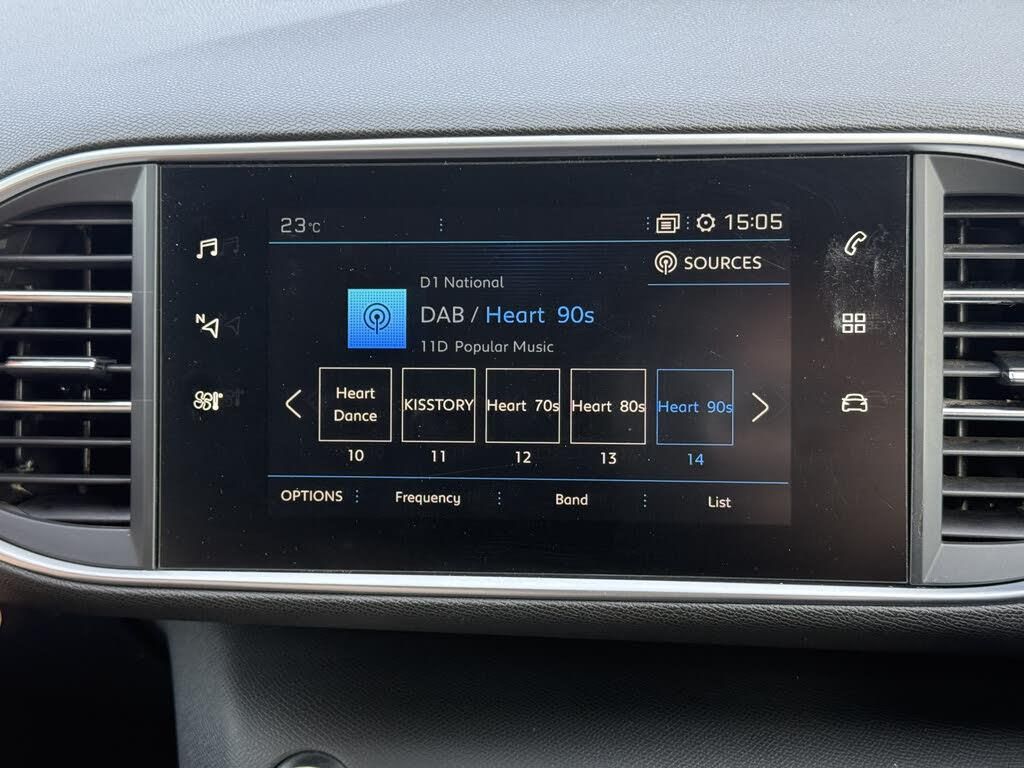 23°C
15:05
SOURCES
D1 National
DAB / Heart 90s
11D Popular Music
N
Heart Dance
KISSTORY
Heart 70s
Heart 80s
Heart 90s
10
11
12
13
14
OPTIONS
Frequency
Band
List